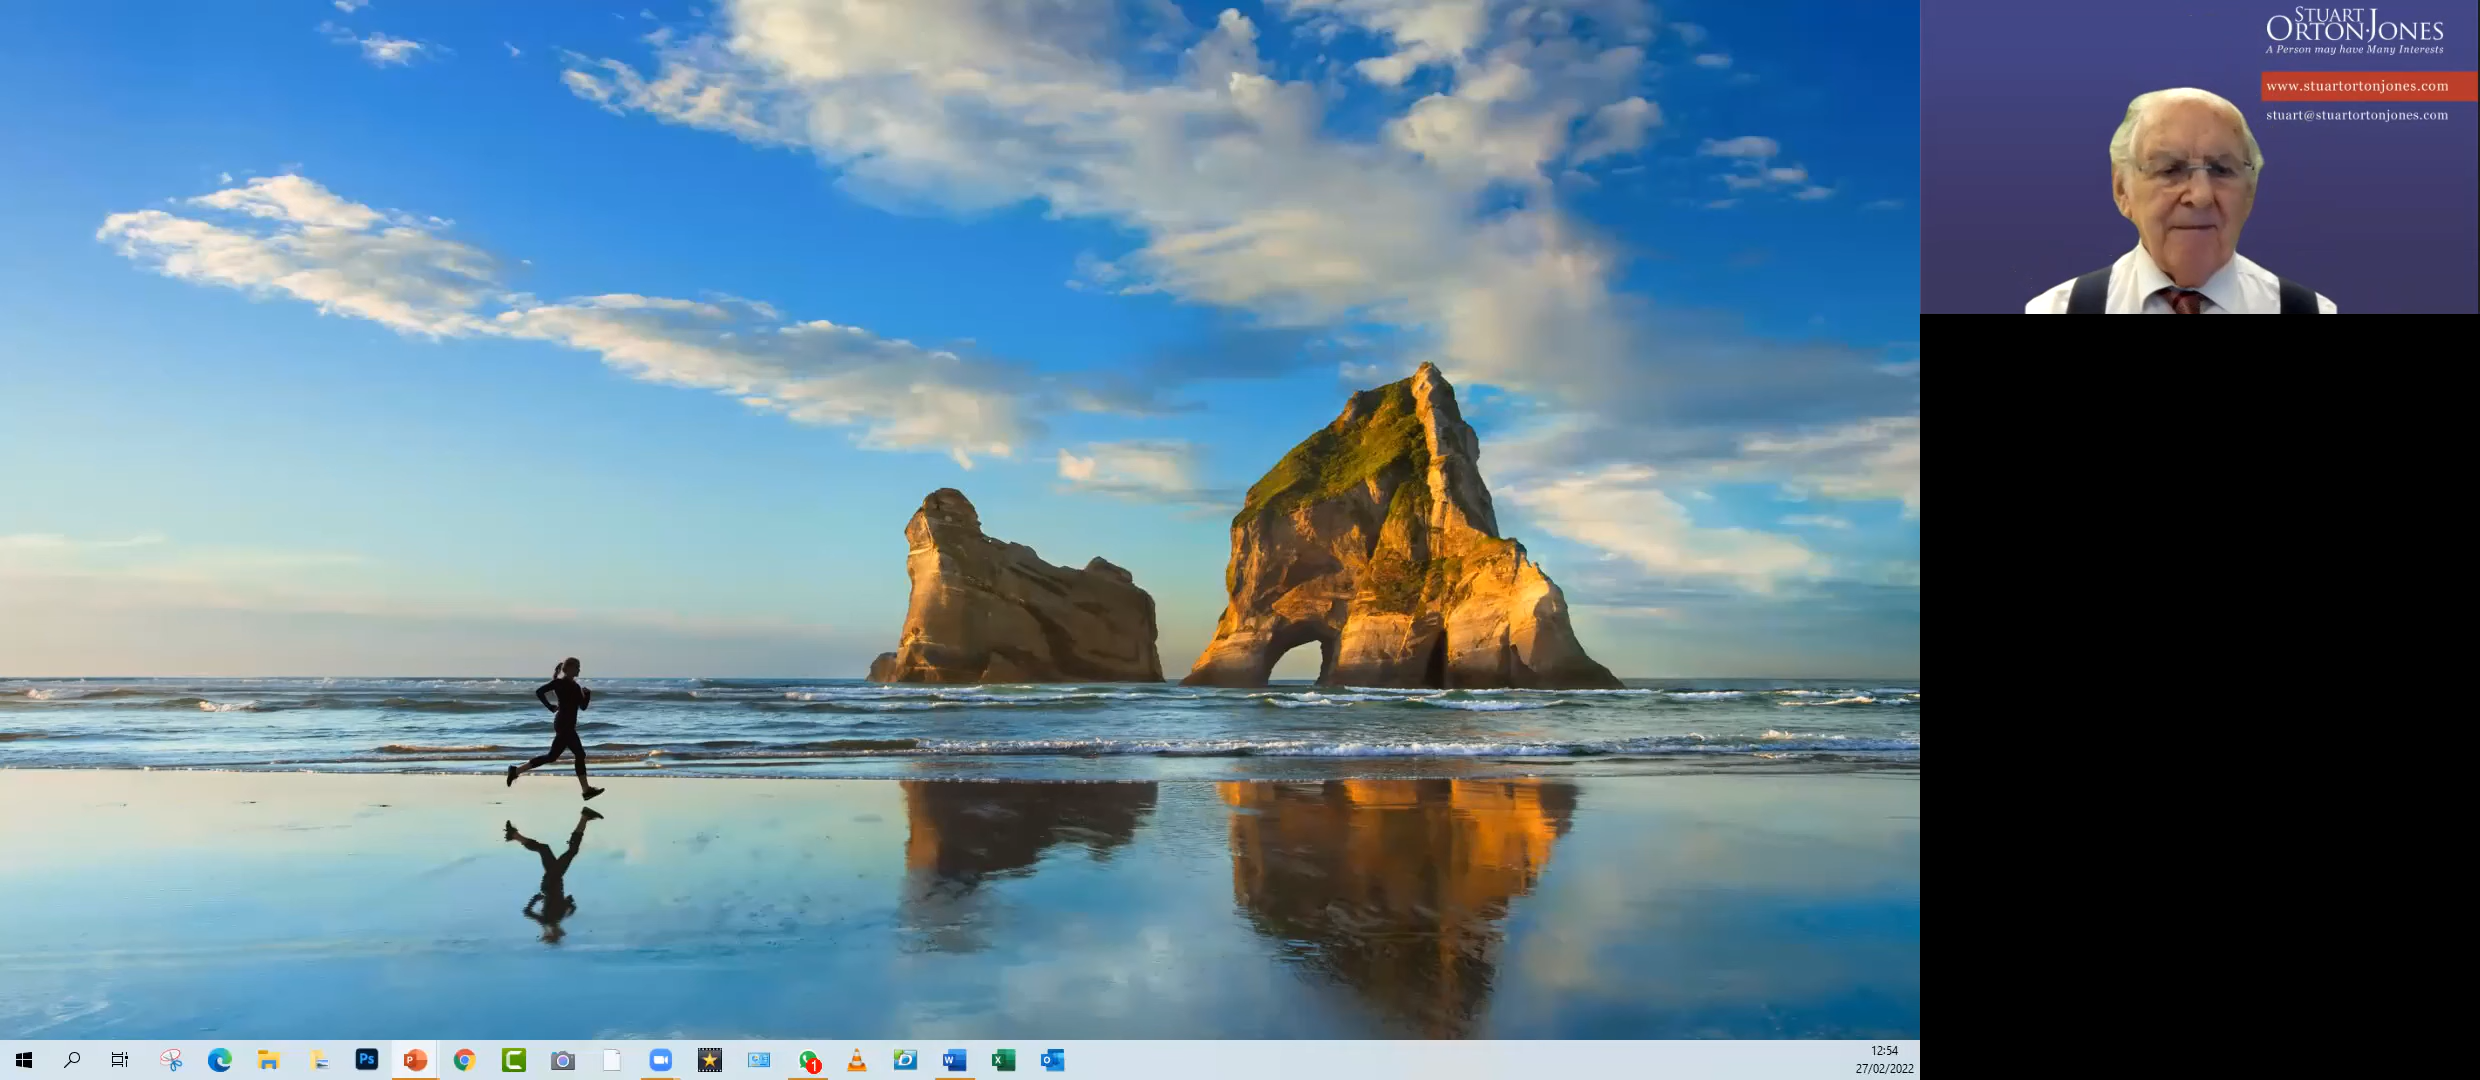 STUART
ORTON-JONES
A Person may have Many Interests
www.stuartortonjones.com
stuart@stuartortonjones.com
Ps
P
1
W
X
O
12:54
27/02/2022